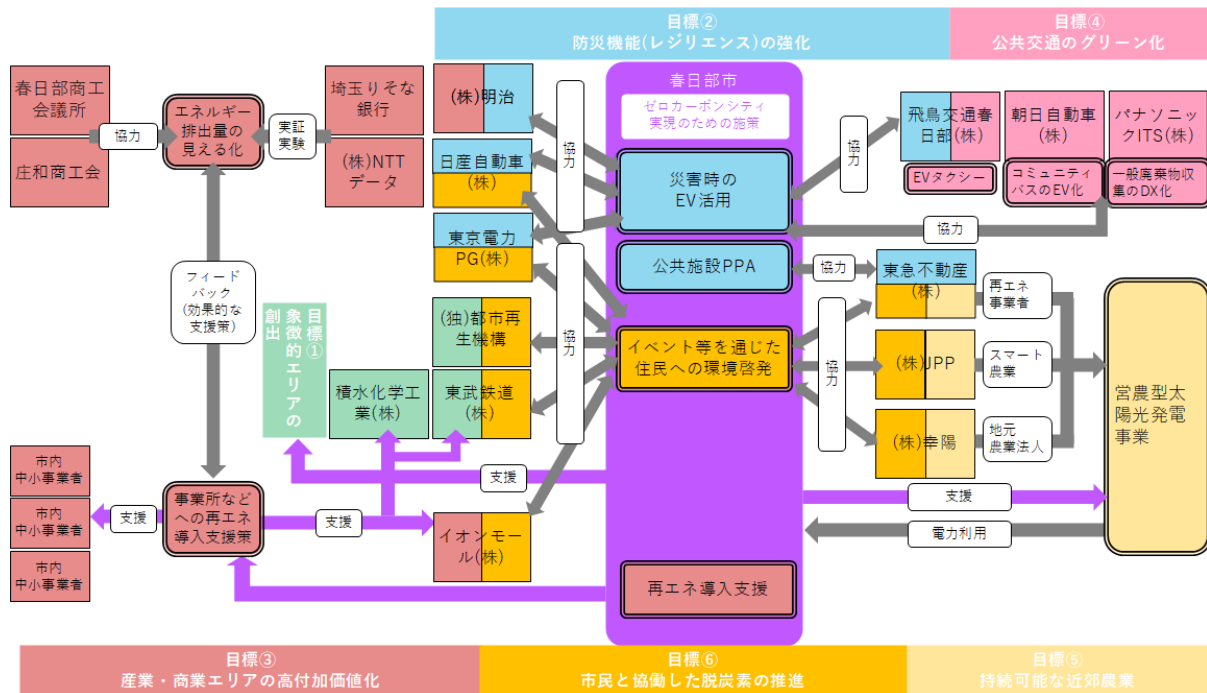 目標②
防災機能(レジリエンス)の強化
目標④
公共交通のグリーン化
春日部商工
会議所
庄和商工会
協力
エネルギー
排出量の
見える化
実証
実験
埼玉りそな
銀行
(株)NTT
データ
(株)明治
日産自動車
(株)
東京電力
PG(株)
(独)都市再
生機構
東武鉄道
(株)
積水化学工
業(株)
イオンモー
ル(株)
協力
協力
春日部市
ゼロカーボンシティ
実現のための施策
災害時の
EV活用
公共施設PPA
イベント等を通じた
住民への環境啓発
再エネ導入支援
協力
飛鳥交通春
日部(株)
EVタクシー
朝日自動車
(株)
コミュニティ
バスのEV化
パナソニッ
クITS(株)
一般廃棄物収
集のDX化
協力
協力
東急不動産
(株)
再エネ
事業者
協力
(株)JPP
スマート
農業
(株)幸陽
地元
農業法人
営農型太
陽光発電
事業
支援
電力利用
フィード
バック
(効果的な
支援策)
目標①
象徴的エリアの
創出
支援
市内
中小事業者
市内
中小事業者
市内
中小事業者
支援
事業所など
への再エネ
導入支援策
支援
目標③
産業・商業エリアの高付加価値化
目標⑥
市民と協働した脱炭素の推進
目標⑤
持続可能な近郊農業